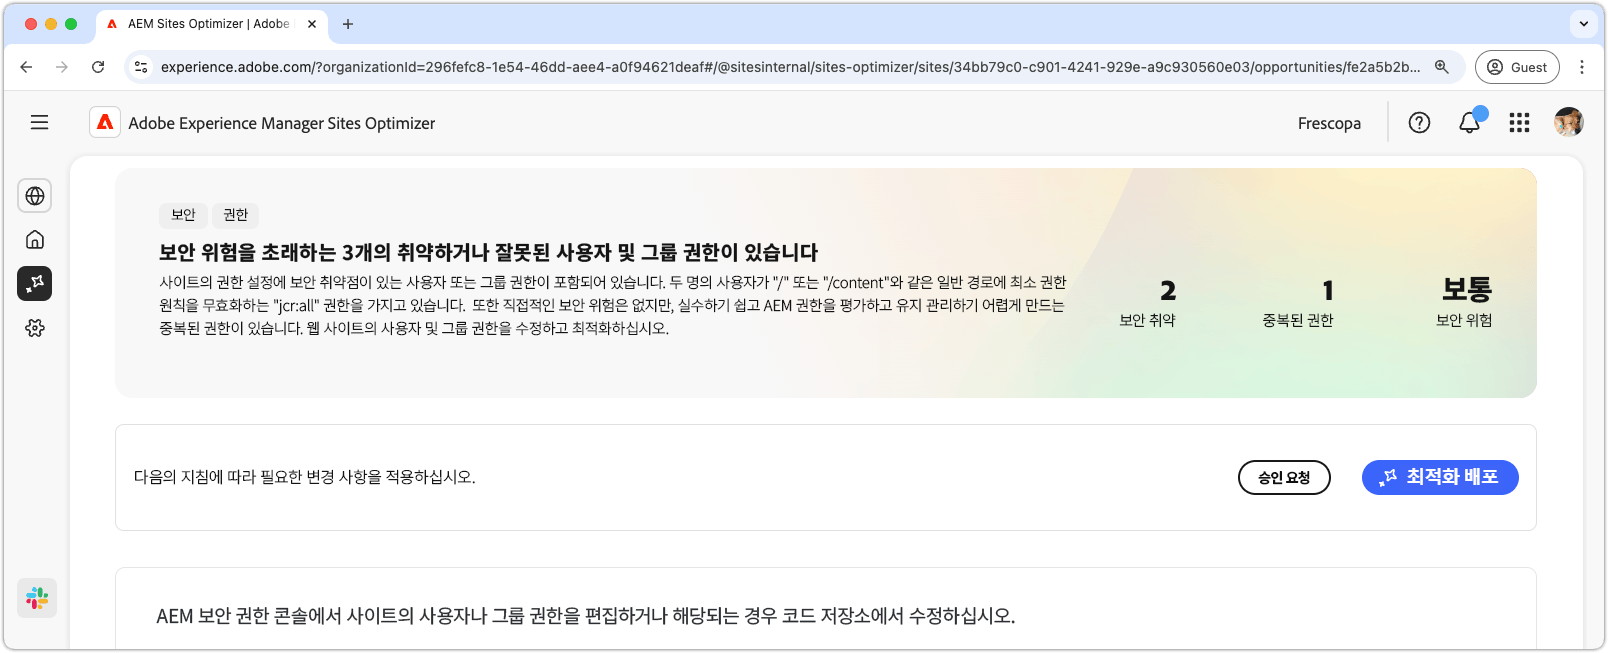 AEM Sites Optimizer | Adobe
experience.adobe.com/?organizationId=296fefc8-1e54-46dd-aee4-a0f94621deaf#/@sitesinternal/sites-optimizer/sites/34bb79c0-c901-4241-929e-a9c930560e03/opportunities/fe2a5b2b...
Guest
Adobe Experience Manager Sites Optimizer
Frescopa
보안 권한
보안 위험을 초래하는 3개의 취약하거나 잘못된 사용자 및 그룹 권한이 있습니다
사이트의 권한 설정에 보안 취약점이 있는 사용자 또는 그룹 권한이 포함되어 있습니다. 두 명의 사용자가 "/" 또는 "/content"와 같은 일반 경로에 최소 권한
원칙을 무효화하는 "jcr:all" 권한을 가지고 있습니다. 또한 직접적인 보안 위험은 없지만, 실수하기 쉽고 AEM 권한을 평가하고 유지 관리하기 어렵게 만드는
중복된 권한이 있습니다. 웹 사이트의 사용자 및 그룹 권한을 수정하고 최적화하십시오.
2
보안 취약
1
중복된 권한
보통
보안 위험
다음의 지침에 따라 필요한 변경 사항을 적용하십시오.
승인 요청
최적화 배포
AEM 보안 권한 콘솔에서 사이트의 사용자나 그룹 권한을 편집하거나 해당되는 경우 코드 저장소에서 수정하십시오.